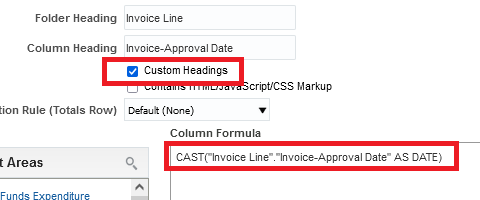 Folder Heading Invoice Line
Column Heading Invoice-Approval Date
Custom Headings
Contains HTML/JavaScript/CSS Markup
tion Rule (Totals Row) Default (None)
Column Formula
CAST("Invoice Line"."Invoice-Approval Date" AS DATE)
t Areas
Funds Expenditure